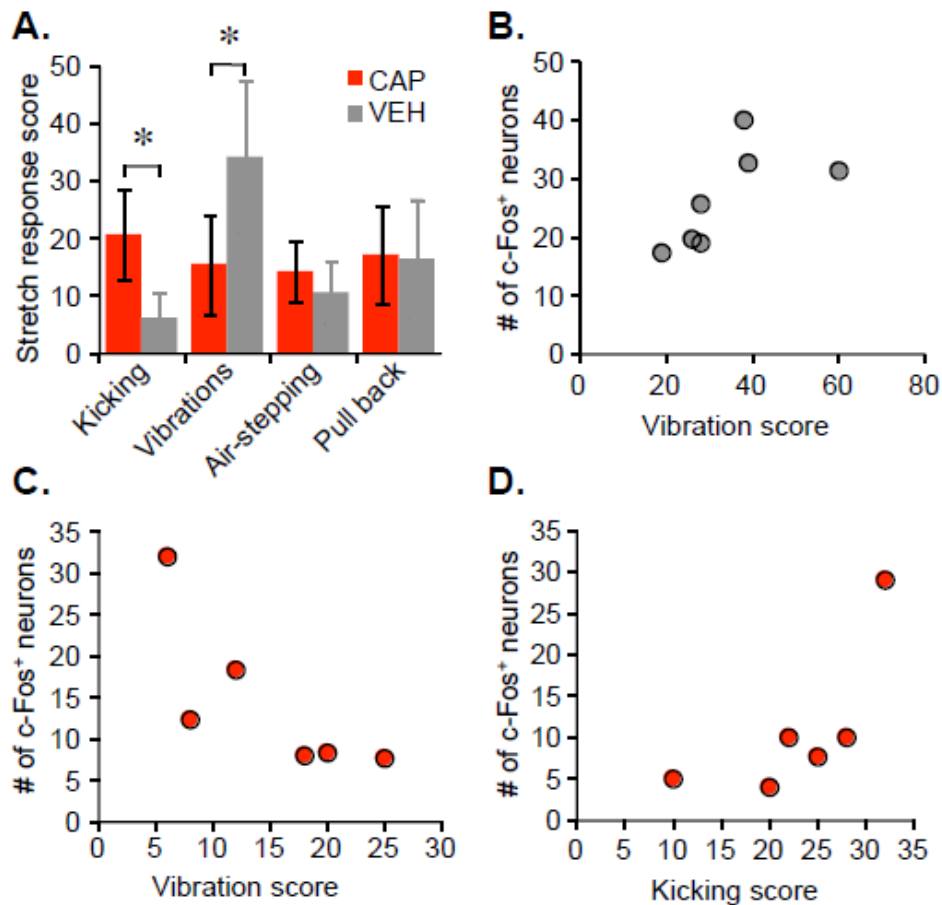 A.
Stretch response score
50
40
30
20
10
0
*
*
CAP
VEH
Kicking
Vibrations
Air-stepping
Pull back
B.
# of c-Fos⁺ neurons
50
40
30
20
10
0
0 20 40 60 80
Vibration score
C.
# of c-Fos⁺ neurons
35
30
25
20
15
10
5
0
0 5 10 15 20 25 30
Vibration score
D.
# of c-Fos⁺ neurons
35
30
25
20
15
10
5
0
0 5 10 15 20 25 30 35
Kicking score